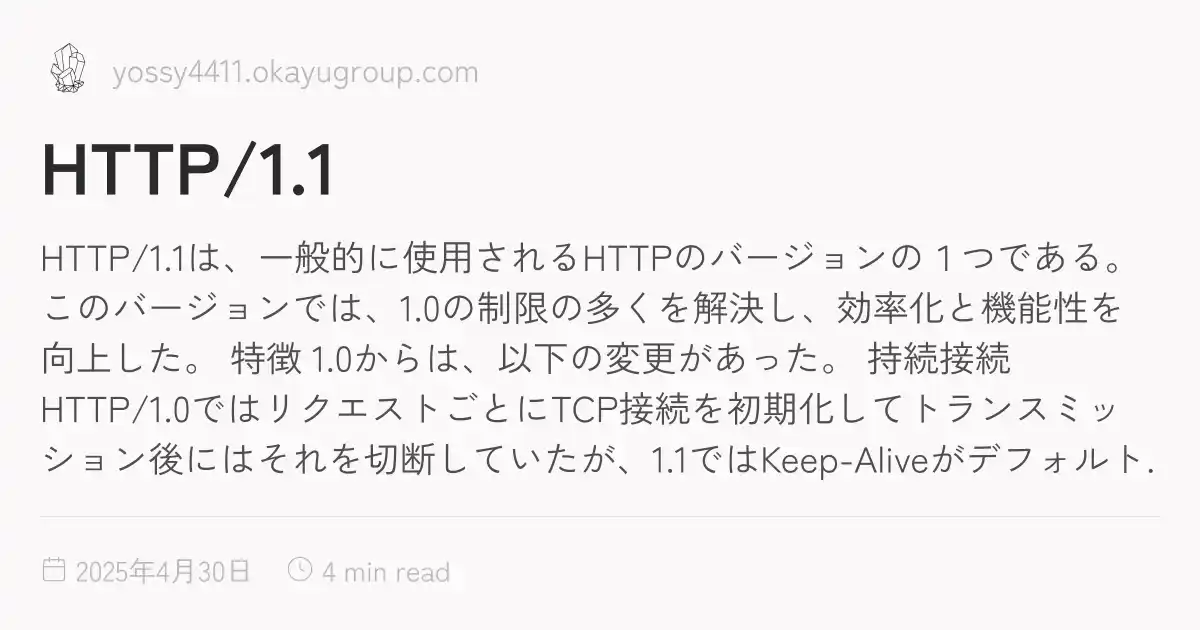 yossy4411.okayugroup.com
HTTP/1.1
HTTP/1.1は、一般的に使用されるHTTPのバージョンの１つである。
このバージョンでは、1.0の制限の多くを解決し、効率化と機能性を
向上した。 特徴 1.0からは、以下の変更があった。 持続接続
HTTP/1.0ではリクエストごとにTCP接続を初期化してトランスミッ
ション後にはそれを切断していたが、1.1ではKeep-Aliveがデフォルト.
2025年4月30日
4 min read